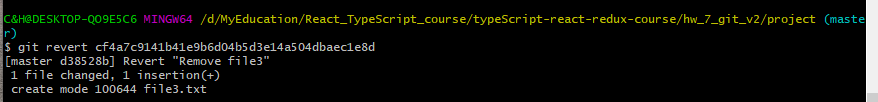 C&H@DESKTOP-QO9E5C6 MINGW64 /d/MyEducation/React_TypeScript_course/typeScript-react-redux-course/hw_7_git_v2/project (maste
r)
$ git revert cf4a7c9141b41e9b6d04b5d3e14a504dbaec1e8d
[master d38528b] Revert "Remove file3"
1 file changed, 1 insertion(+)
create mode 100644 file3.txt